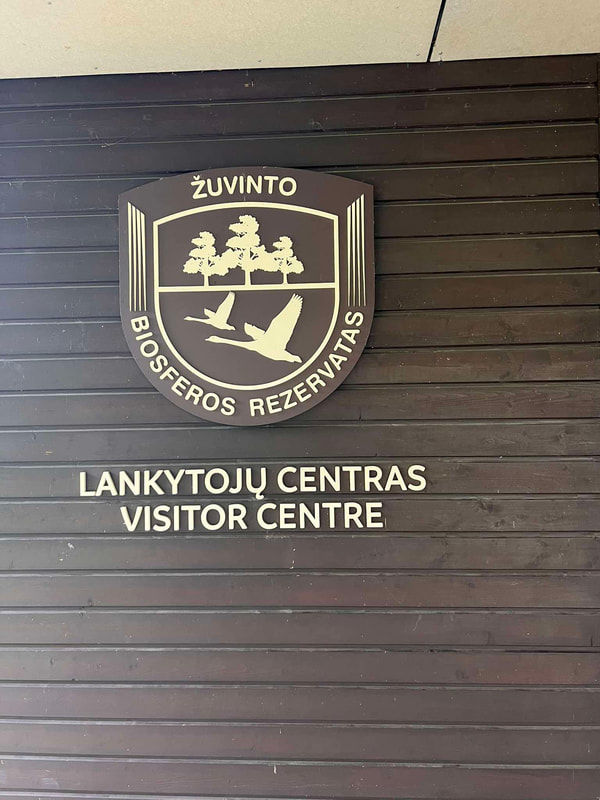 ŽUVINTO
BIOSFEROS REZERVATAS
LANKYTOJŲ CENTRAS
VISITOR CENTRE